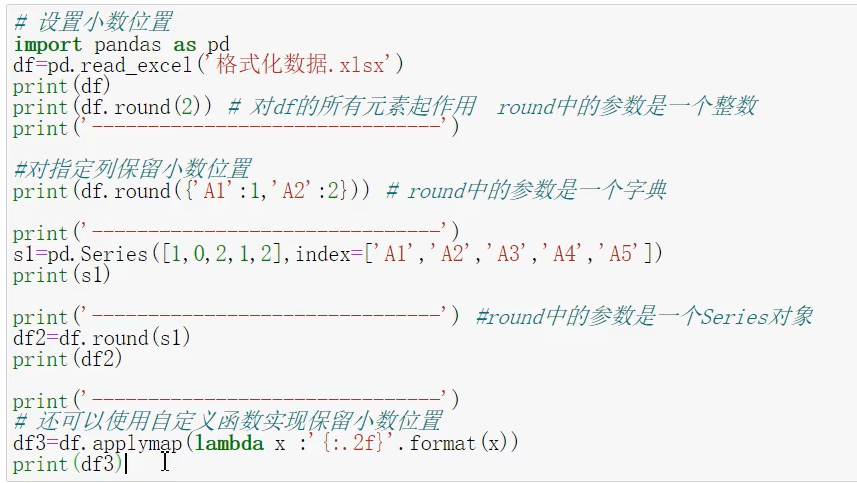 # 设置小数位置
import pandas as pd
df=pd.read_excel('格式化数据.xlsx')
print(df)
print(df.round(2)) # 对df的所有元素起作用  round中的参数是一个整数
print('--------------------------------')
#对指定列保留小数位置
print(df.round({'A1':1,'A2':2})) # round中的参数是一个字典
print('--------------------------------')
s1=pd.Series([1,0,2,1,2],index=['A1','A2','A3','A4','A5'])
print(s1)
print('--------------------------------') #round中的参数是一个Series对象
df2=df.round(s1)
print(df2)
print('--------------------------------')
# 还可以使用自定义函数实现保留小数位置
df3=df.applymap(lambda x :'{:.2f}'.format(x))
print(df3)